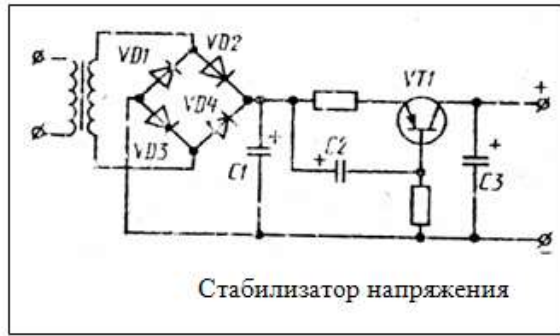 VD1
VD2
VD3
VD4
C1
C2
VT1
C3
+
+
+
+
−
Стабилизатор напряжения